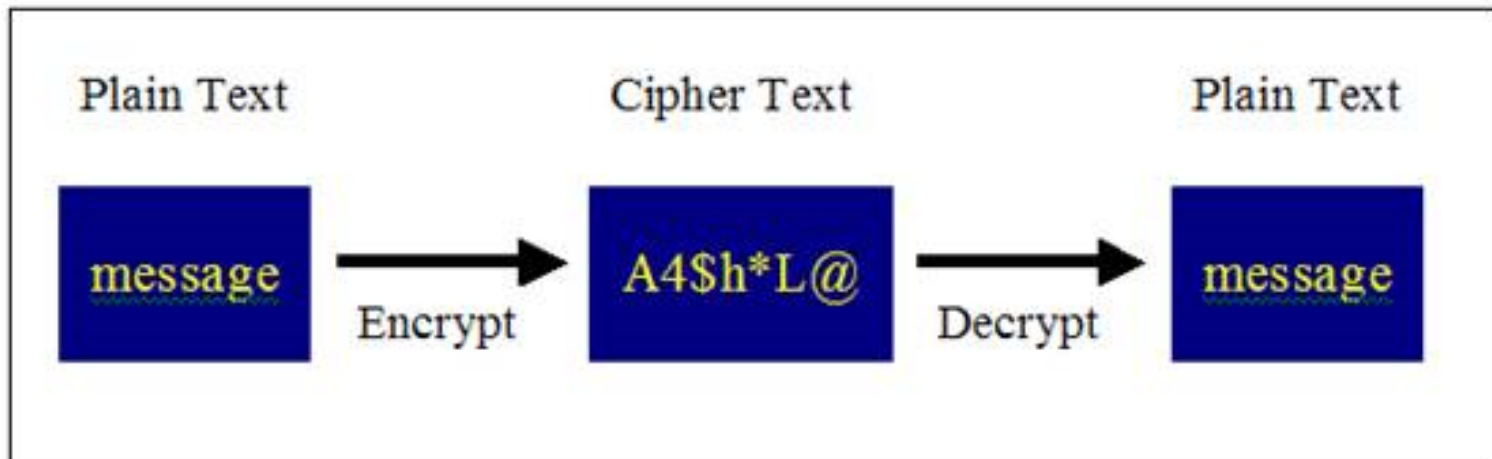 Plain Text
Cipher Text
Plain Text
message
Encrypt
A4$h*L@
Decrypt
message